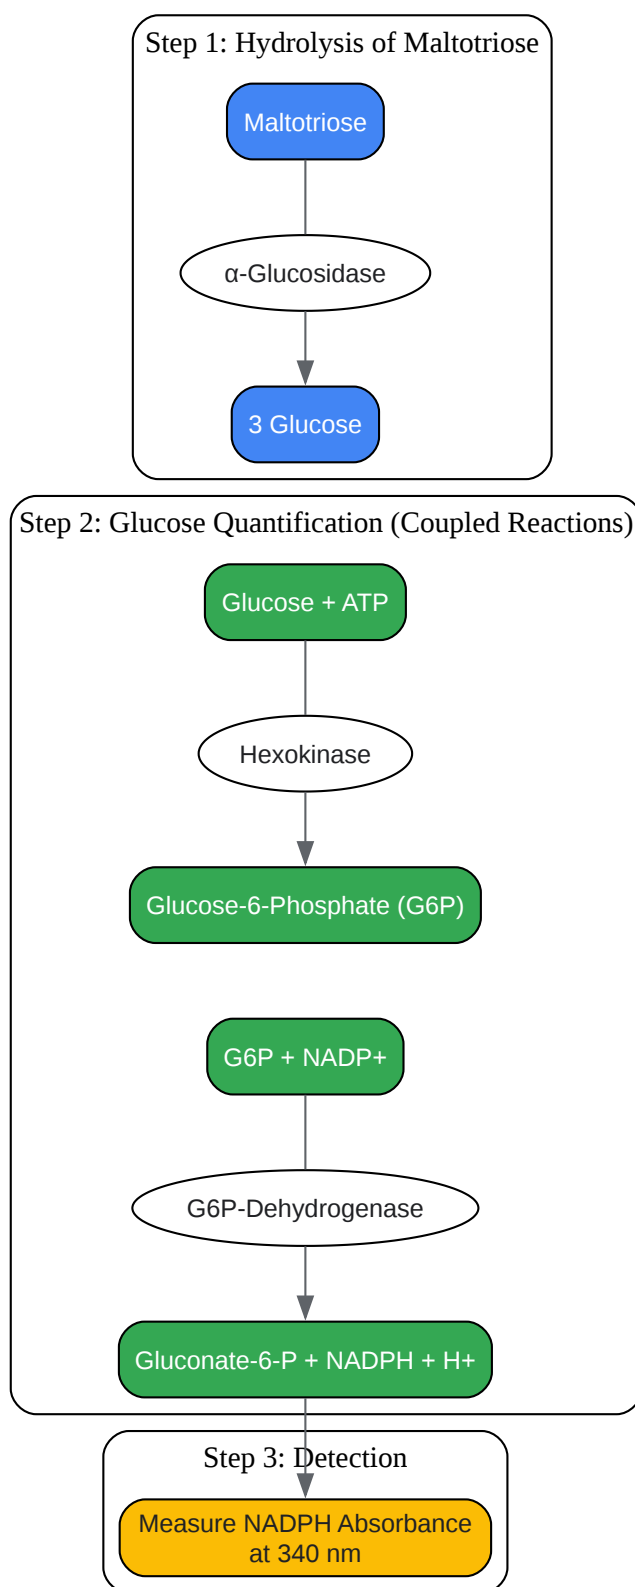 Step 1: Hydrolysis of Maltotriose
Maltotriose
α-Glucosidase
3 Glucose
Step 2: Glucose Quantification (Coupled Reactions)
Glucose + ATP
Hexokinase
Glucose-6-Phosphate (G6P)
G6P + NADP+
G6P-Dehydrogenase
Gluconate-6-P + NADPH + H+
Step 3: Detection
Measure NADPH Absorbance
at 340 nm